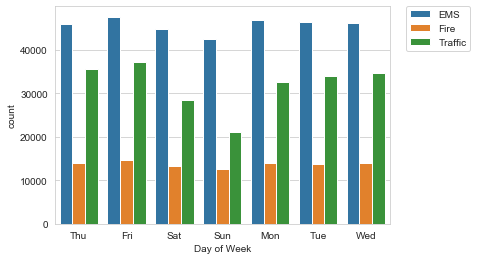 EMS
Fire
Traffic
40000
30000
20000
10000
0
count
Thu Fri Sat Sun Mon Tue Wed
Day of Week